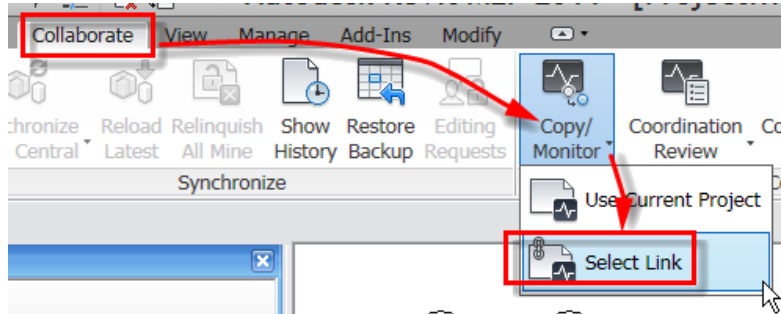 Collaborate View Manage Add-Ins Modify
Reload Relinquish Show Restore Editing Copy/ Coordination
Central Latest All Mine History Backup Requests Monitor Review
Synchronize
Use Current Project
Select Link